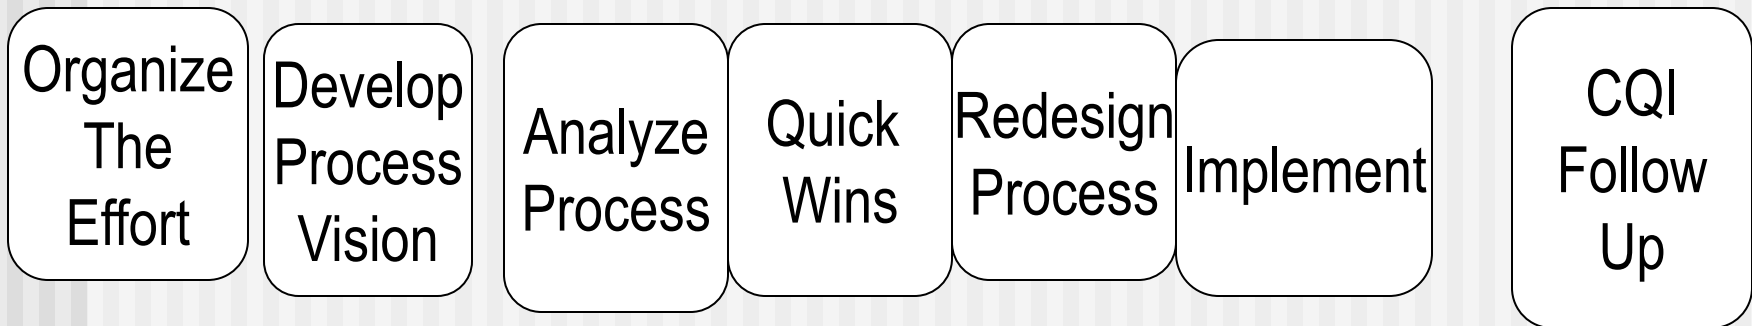 Organize
The
Effort
Develop
Process
Vision
Analyze
Process
Quick
Wins
Redesign
Process
Implement
CQI
Follow
Up